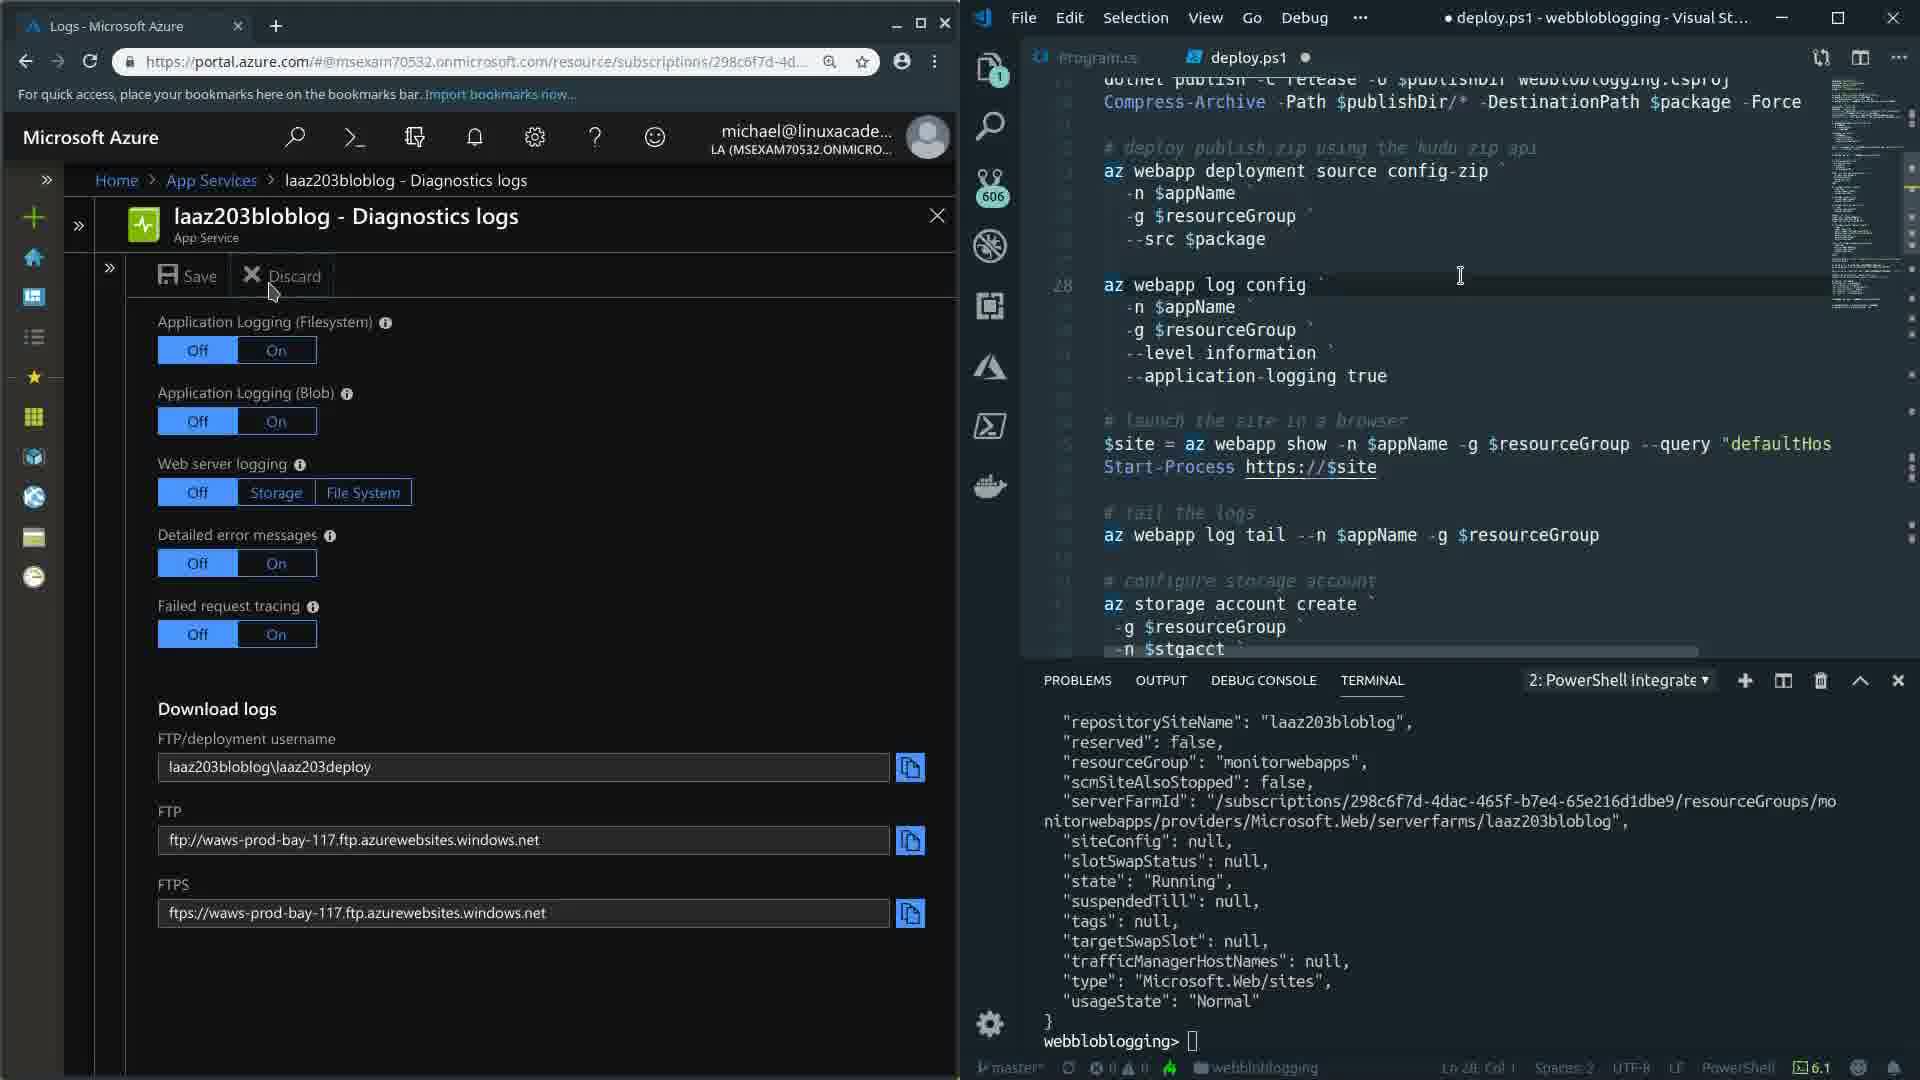 Logs - Microsoft Azure
https://portal.azure.com/#@msexam70532.onmicrosoft.com/resource/subscriptions/298c6f7d-4d...
For quick access, place your bookmarks here on the bookmarks bar. Import bookmarks now...
Microsoft Azure
michael@linuxacade...
LA (MSEXAM70532.ONMICRO...
Home > App Services > laaz203bloblog - Diagnostics logs
laaz203bloblog - Diagnostics logs
App Service
Save
Discard
Application Logging (Filesystem)
Off On
Application Logging (Blob)
Off On
Web server logging
Off Storage File System
Detailed error messages
Off On
Failed request tracing
Off On
Download logs
FTP/deployment username
laaz203bloblog\laaz203deploy
FTP
ftp://waws-prod-bay-117.ftp.azurewebsites.windows.net
FTPS
ftps://waws-prod-bay-117.ftp.azurewebsites.windows.net
File Edit Selection View Go Debug ... ● deploy.ps1 - webbloblogging - Visual St...
Program.cs deploy.ps1 ●
1
606
dotnet publish -c release -o $publishDir webbloblogging.csproj
Compress-Archive -Path $publishDir/* -DestinationPath $package -Force
# deploy publish.zip using the kudu zip api
az webapp deployment source config-zip `
-n $appName `
-g $resourceGroup `
--src $package
28 az webapp log config `
-n $appName `
-g $resourceGroup `
--level information `
--application-logging true
# launch the site in a browser
$site = az webapp show -n $appName -g $resourceGroup --query "defaultHos
Start-Process https://$site
# tail the logs
az webapp log tail --n $appName -g $resourceGroup
# configure storage account
az storage account create `
-g $resourceGroup `
-n $stgacct `
PROBLEMS OUTPUT DEBUG CONSOLE TERMINAL 2: PowerShell Integrate
"repositorySiteName": "laaz203bloblog",
"reserved": false,
"resourceGroup": "monitorwebapps",
"scmSiteAlsoStopped": false,
"serverFarmId": "/subscriptions/298c6f7d-4dac-465f-b7e4-65e216d1dbe9/resourceGroups/mo
nitorwebapps/providers/Microsoft.Web/serverfarms/laaz203bloblog",
"siteConfig": null,
"slotSwapStatus": null,
"state": "Running",
"suspendedTill": null,
"tags": null,
"targetSwapSlot": null,
"trafficManagerHostNames": null,
"type": "Microsoft.Web/sites",
"usageState": "Normal"
}
webbloblogging>
master* 0 0 webbloblogging Ln 28, Col 1 Spaces: 2 UTF-8 LF PowerShell 6.1